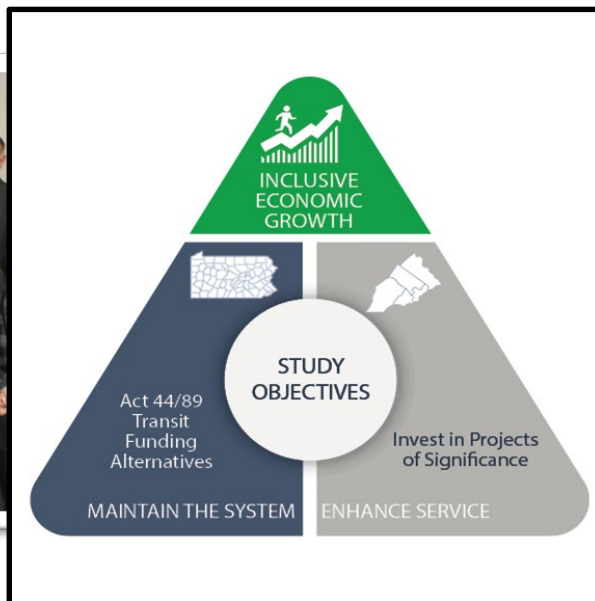 INCLUSIVE
ECONOMIC
GROWTH
STUDY
OBJECTIVES
Act 44/89
Transit
Funding
Alternatives
Invest in Projects
of Significance
MAINTAIN THE SYSTEM
ENHANCE SERVICE